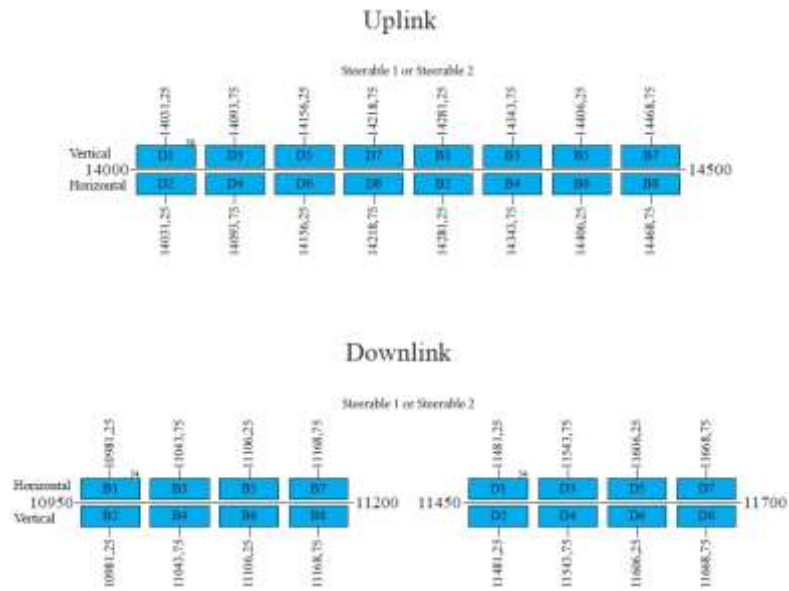 Uplink
Steerable 1 or Steerable 2
14031,25 14093,75 14156,25 14218,75 14281,25 14343,75 14406,25 14468,75
Vertical D1 D3 D5 D7 B1 B3 B5 B7
14000 14500
Horizontal D2 D4 D6 D8 B2 B4 B6 B8
14031,25 14093,75 14156,25 14218,75 14281,25 14343,75 14406,25 14468,75
Downlink
Steerable 1 or Steerable 2
10981,25 11043,75 11106,25 11168,75 11481,25 11543,75 11606,25 11668,75
Horizontal B1 B3 B5 B7 D1 D3 D5 D7
10950 11200 11450 11700
Vertical B2 B4 B6 B8 D2 D4 D6 D8
10981,25 11043,75 11106,25 11168,75 11481,25 11543,75 11606,25 11668,75